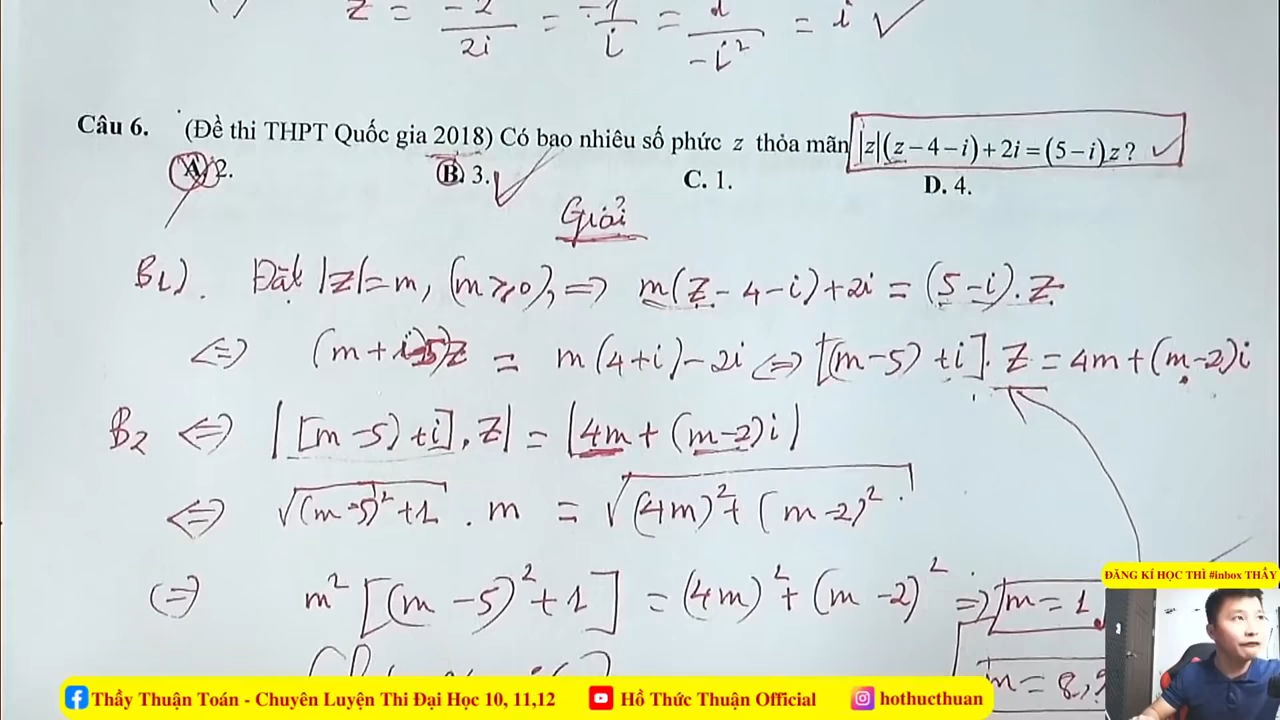 z = -2/2i = -1/i = /-i² = i ✓
Câu 6. (Đề thi THPT Quốc gia 2018) Có bao nhiêu số phức z thỏa mãn |z|(z-4-i)+2i=(5-i)z? ✓
A. 2. B. 3. C. 1. D. 4.
Giải
B1). Đặt |z|=m, (m≥0), => m(z-4-i)+2i = (5-i).z
<=> (m+i-5)z = m(4+i)-2i <=> [(m-5)+i].z = 4m+(m-2)i
B2 <=> |[m-5)+i].z| = |4m+(m-2)i|
<=> √(m-5)²+1 . m = √(4m)²+(m-2)²
(=) m²[(m-5)²+1] = (4m)²+(m-2)² => m=1
m=8,9
ĐĂNG KÍ HỌC THÌ #inbox THẦY
Thầy Thuận Toán - Chuyên Luyện Thi Đại Học 10, 11,12 Hồ Thức Thuận Official hothucthuan